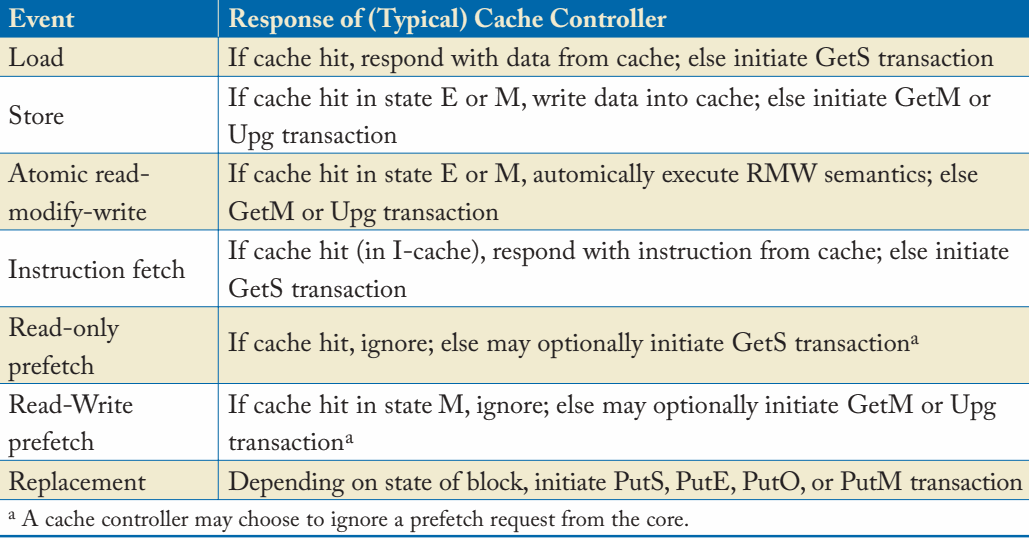 Event Response of (Typical) Cache Controller
Load If cache hit, respond with data from cache; else initiate GetS transaction
Store If cache hit in state E or M, write data into cache; else initiate GetM or
Upg transaction
Atomic read- If cache hit in state E or M, automically execute RMW semantics; else
modify-write GetM or Upg transaction
Instruction fetch If cache hit (in I-cache), respond with instruction from cache; else initiate
GetS transaction
Read-only
prefetch If cache hit, ignore; else may optionally initiate GetS transactionᵃ
Read-Write If cache hit in state M, ignore; else may optionally initiate GetM or Upg
prefetch transactionᵃ
Replacement Depending on state of block, initiate PutS, PutE, PutO, or PutM transaction
ᵃ A cache controller may choose to ignore a prefetch request from the core.